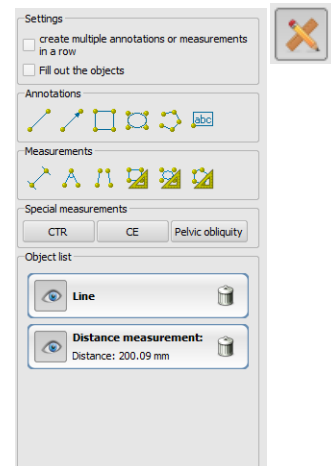 Settings
create multiple annotations or measurements
in a row
Fill out the objects
Annotations
abc
Measurements
Special measurements
CTR CE Pelvic obliquity
Object list
Line
Distance measurement:
Distance: 200.09 mm